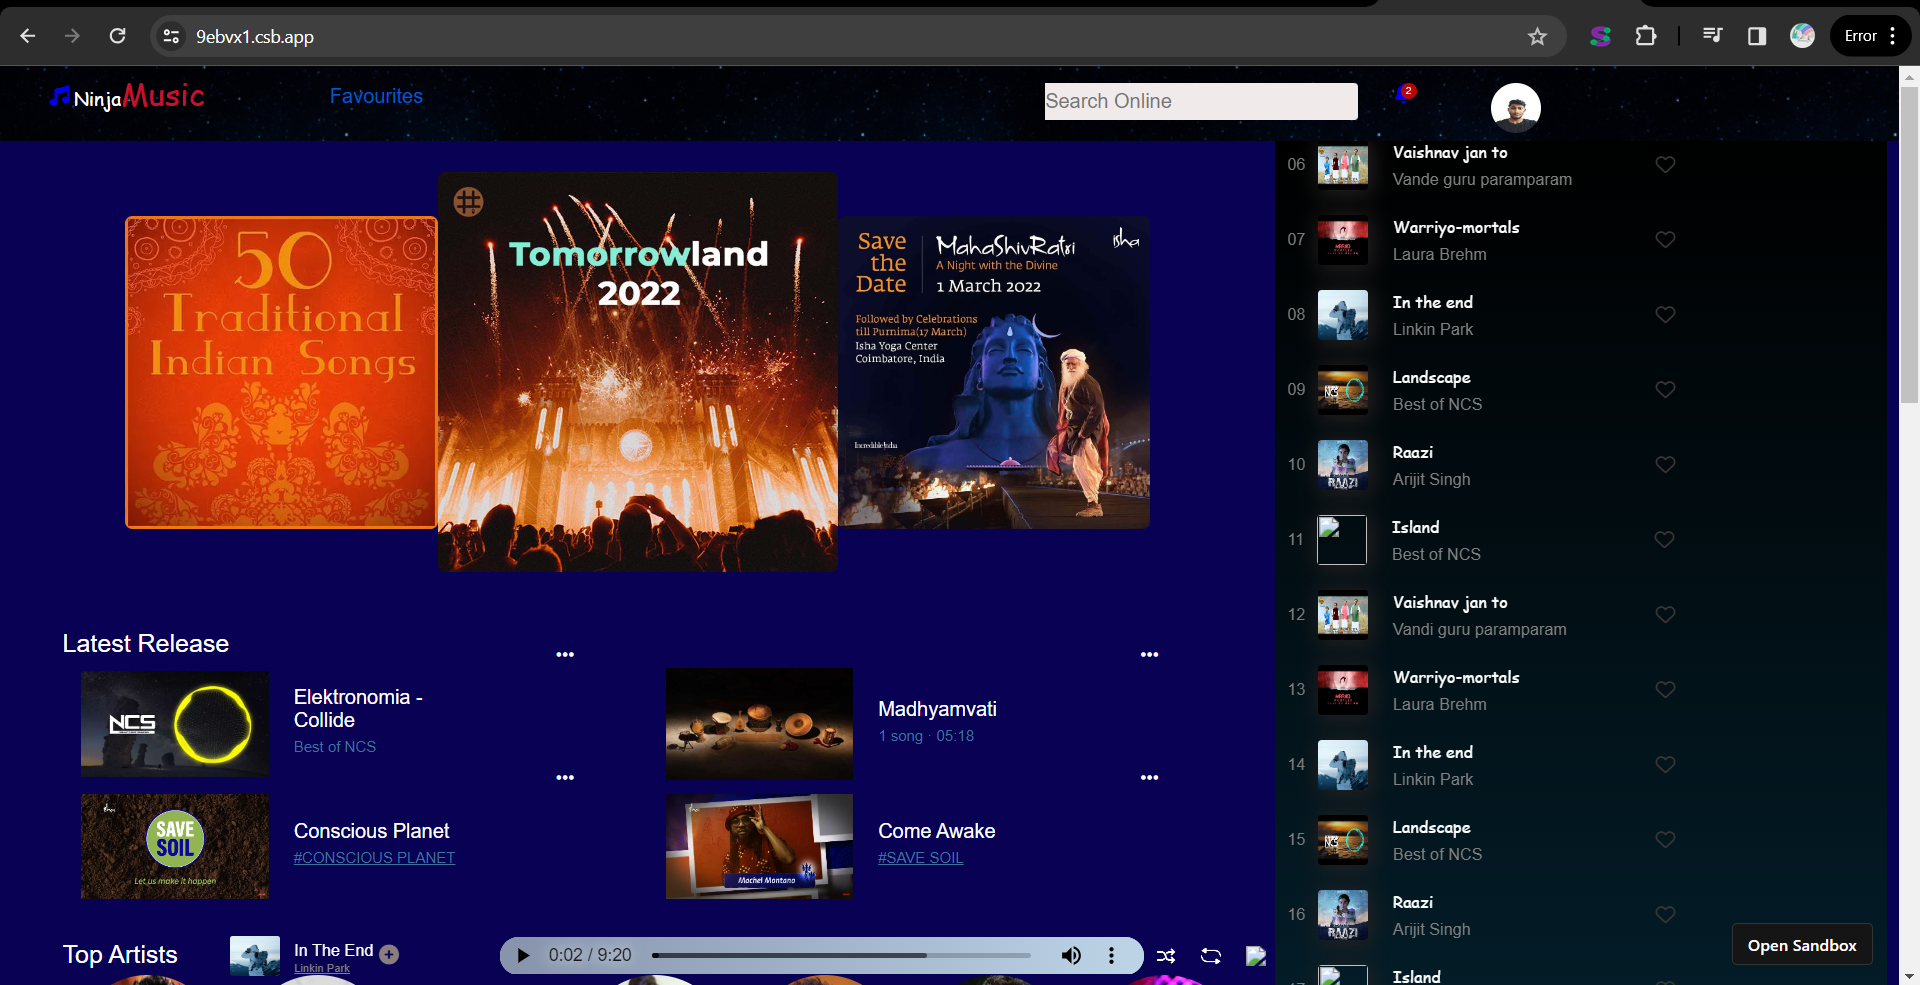 9ebvx1.csb.app
Error
NinjaMusic
Favourites
Search Online
2
50
Traditional
Indian Songs
Tomorrowland
2022
Save
the
Date
MahaShivRatri
A Night with the Divine
1 March 2022
isha
Followed by Celebrations
till Purnima(17 March)
Isha Yoga Center
Coimbatore, India
Incredible India
06
Vaishnav jan to
Vande guru paramparam
07
Warriyo-mortals
Laura Brehm
08
In the end
Linkin Park
09
NCS
Landscape
Best of NCS
10
RAAZI
Raazi
Arijit Singh
11
Island
Best of NCS
12
Vaishnav jan to
Vandi guru paramparam
13
Warriyo-mortals
Laura Brehm
14
In the end
Linkin Park
15
NCS
Landscape
Best of NCS
16
RAAZI
Raazi
Arijit Singh
Island
Latest Release
NCS
Elektronomia -
Collide
Best of NCS
Madhyamvati
1 song · 05:18
SAVE
SOIL
Let us make it happen
Conscious Planet
#CONSCIOUS PLANET
Machel Montano
Come Awake
#SAVE SOIL
Top Artists
In The End
Linkin Park
0:02 / 9:20
Open Sandbox